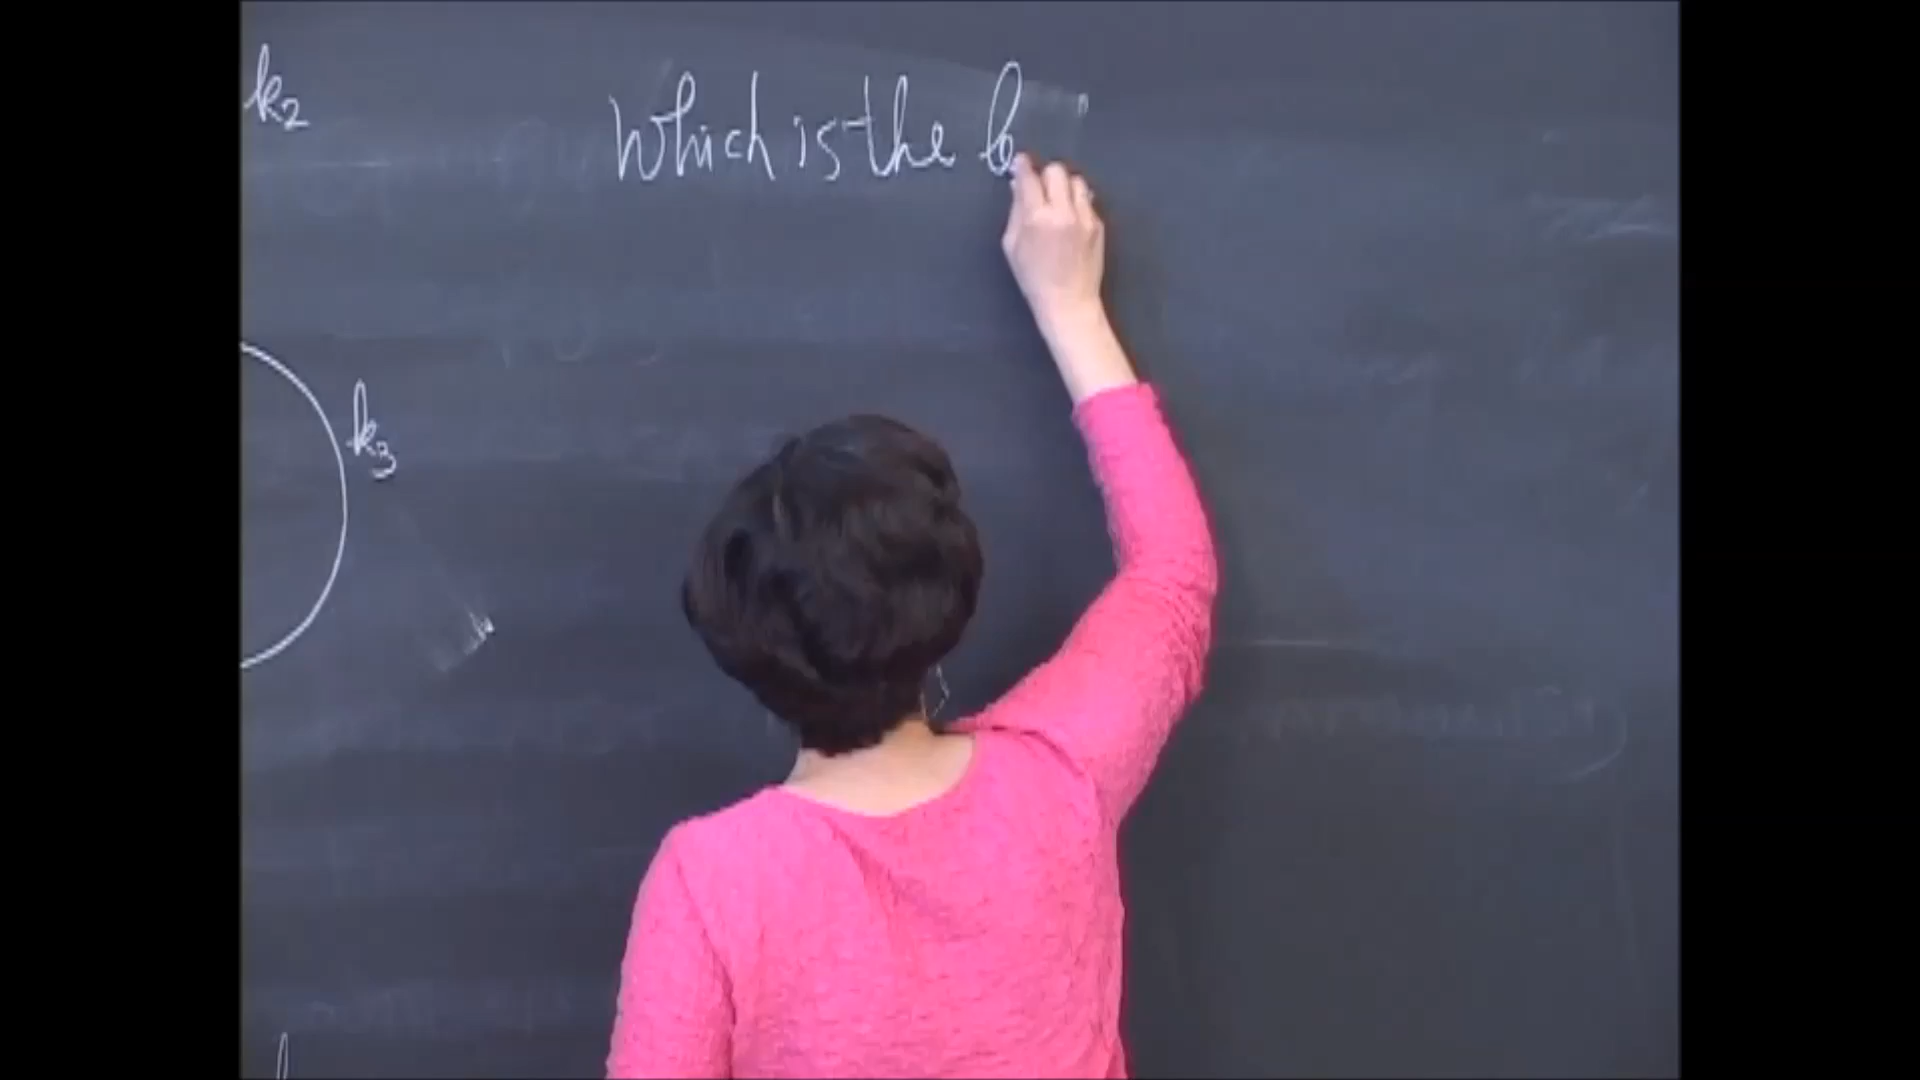 k2
Which is the b
k3